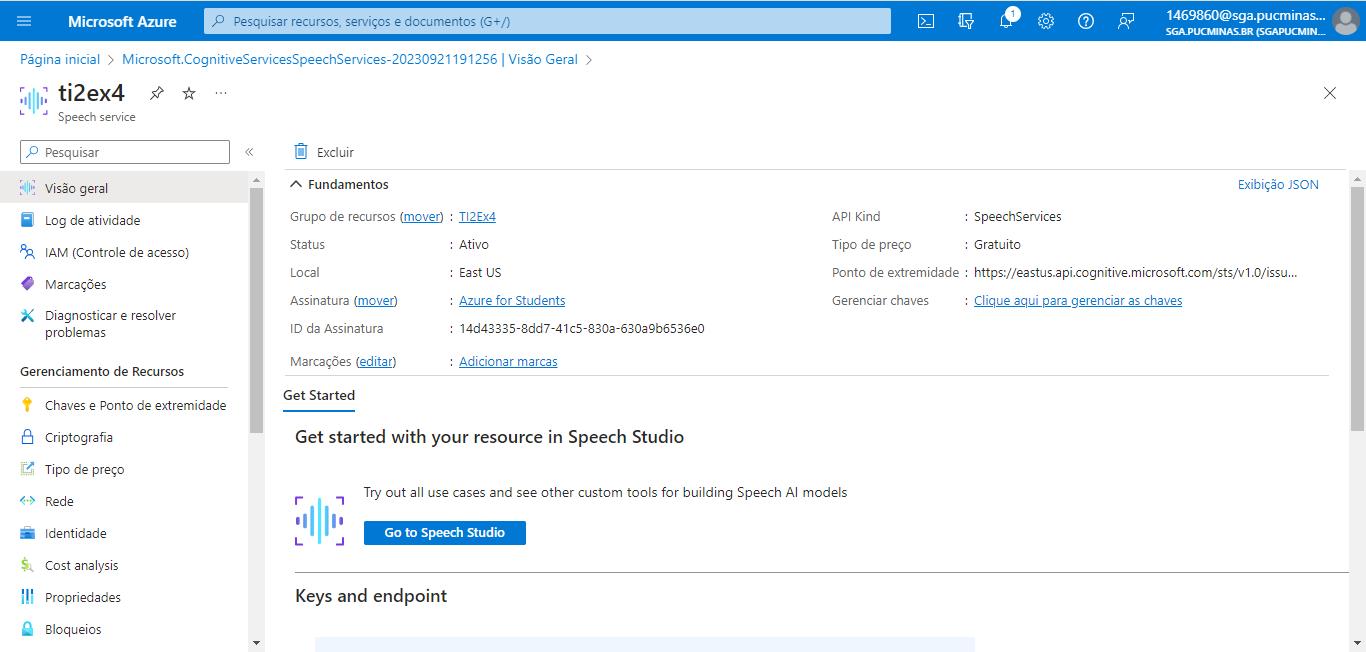 Microsoft Azure
Pesquisar recursos, serviços e documentos (G+/)
1
1469860@sga.pucminas...
SGA.PUCMINAS.BR (SGAPUCMIN...
Página inicial > Microsoft.CognitiveServicesSpeechServices-20230921191256 | Visão Geral >
ti2ex4
...
Speech service
Pesquisar
«
Excluir
Visão geral
Log de atividade
IAM (Controle de acesso)
Marcações
Diagnosticar e resolver
problemas
Gerenciamento de Recursos
Chaves e Ponto de extremidade
Criptografia
Tipo de preço
Rede
Identidade
Cost analysis
Propriedades
Bloqueios
Fundamentos
Exibição JSON
Grupo de recursos (mover) : TI2Ex4
Status : Ativo
Local : East US
Assinatura (mover) : Azure for Students
ID da Assinatura : 14d43335-8dd7-41c5-830a-630a9b6536e0
Marcações (editar) : Adicionar marcas
API Kind : SpeechServices
Tipo de preço : Gratuito
Ponto de extremidade : https://eastus.api.cognitive.microsoft.com/sts/v1.0/issu...
Gerenciar chaves : Clique aqui para gerenciar as chaves
Get Started
Get started with your resource in Speech Studio
Try out all use cases and see other custom tools for building Speech AI models
Go to Speech Studio
Keys and endpoint